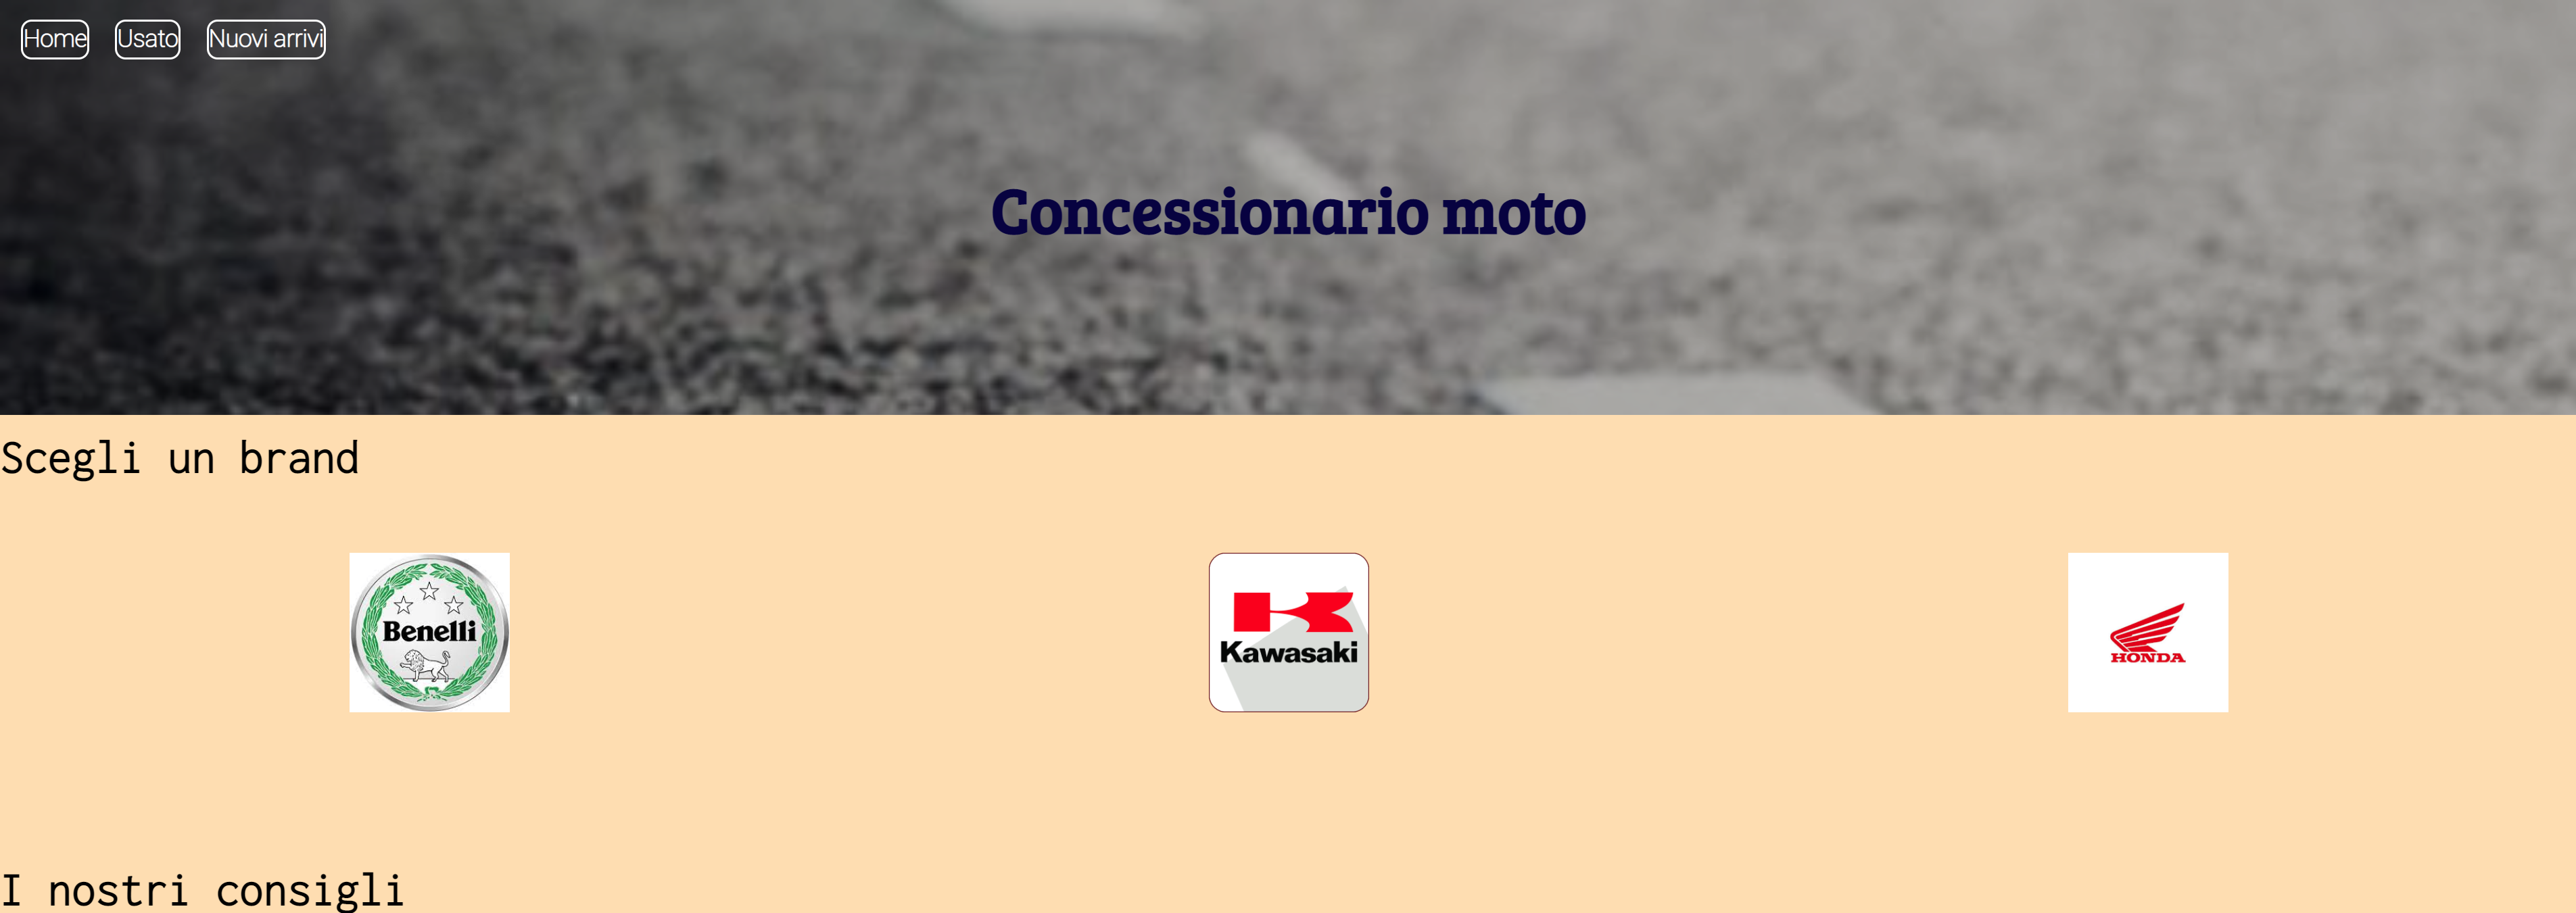 Home Usato Nuovi arrivi
Concessionario moto
Scegli un brand
Benelli
Kawasaki
HONDA
I nostri consigli